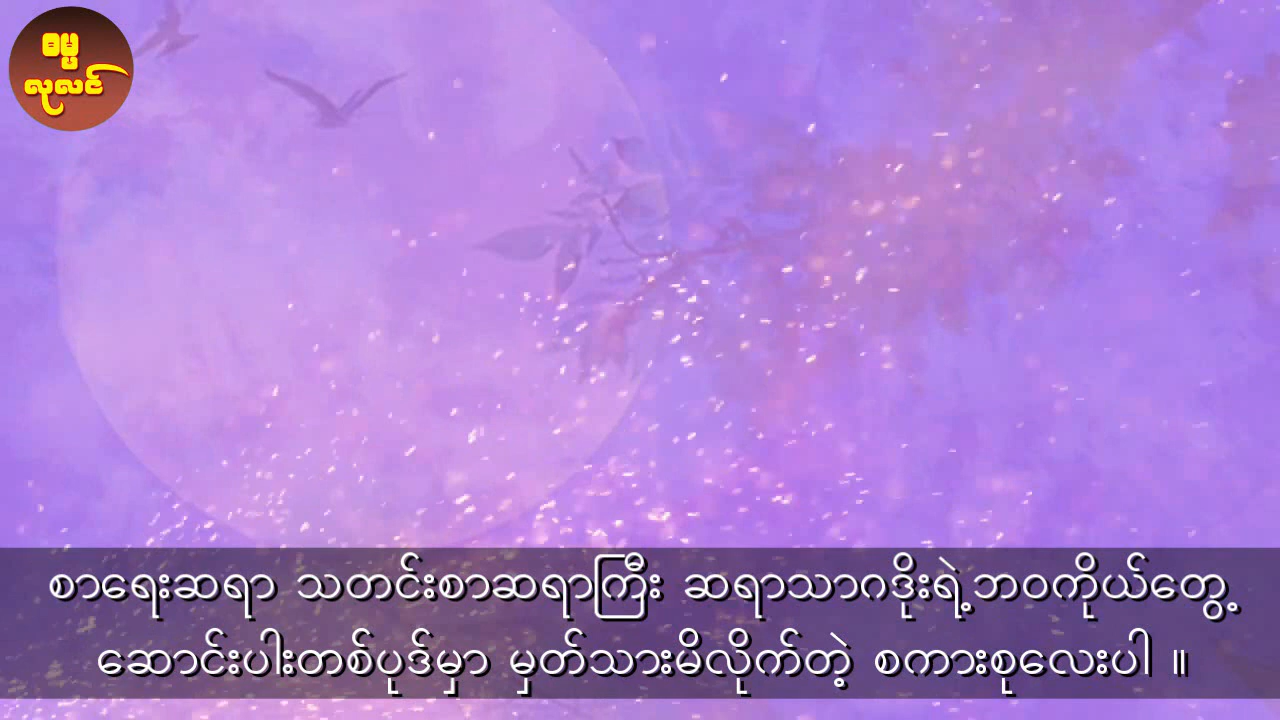 ဓမ္မ
လုလင်
စာရေးဆရာ သတင်းစာဆရာကြီး ဆရာသာဂဒိုးရဲ့ဘဝကိုယ်တွေ့
ဆောင်းပါးတစ်ပုဒ်မှာ မှတ်သားမိလိုက်တဲ့ စကားစုလေးပါ ။